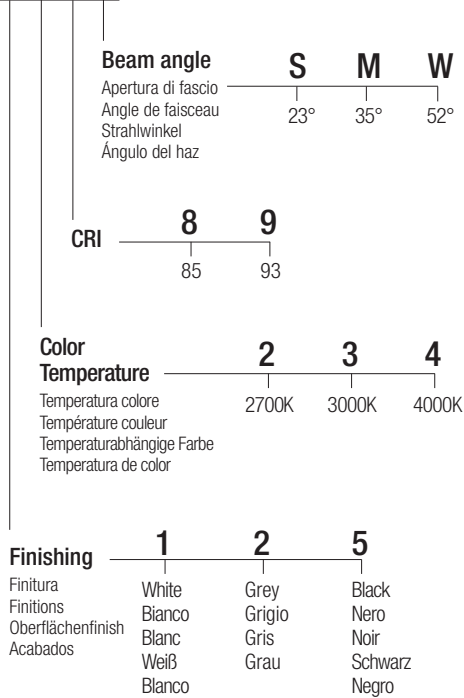 Beam angle
Apertura di fascio
Angle de faisceau
Strahlwinkel
Ángulo del haz
S M W
23° 35° 52°
CRI
8 9
85 93
Color
Temperature
Temperatura colore
Température couleur
Temperaturabhängige Farbe
Temperatura de color
2 3 4
2700K 3000K 4000K
Finishing
Finitura
Finitions
Oberflächenfinish
Acabados
1 2 5
White Grey Black
Bianco Grigio Nero
Blanc Gris Noir
Weiß Grau Schwarz
Blanco Negro